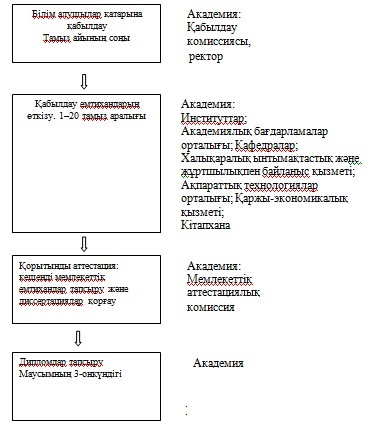 Білім алушылар қатарына
қабылдау
Тамыз айының соңы
Академия:
Қабылдау
комиссиясы,
ректор
Қабылдау емтихандарын
өткізу. 1–20 тамыз аралығы
Академия:
Институттар;
Академиялық бағдарламалар
орталығы; Кафедралар;
Халықаралық ынтымақтастық және
жұртшылықпен байланыс қызметі;
Ақпараттық технологиялар
орталығы; Қаржы-экономикалық
қызметі;
Кітапхана
Қорытынды аттестация:
кешенді мемлекеттік
емтихандар тапсыру және
диссертациялар қорғау
Академия:
Мемлекеттік
аттестациялық
комиссия
Дипломдар тапсыру
Маусымның 3-онкүндігі
Академия
: